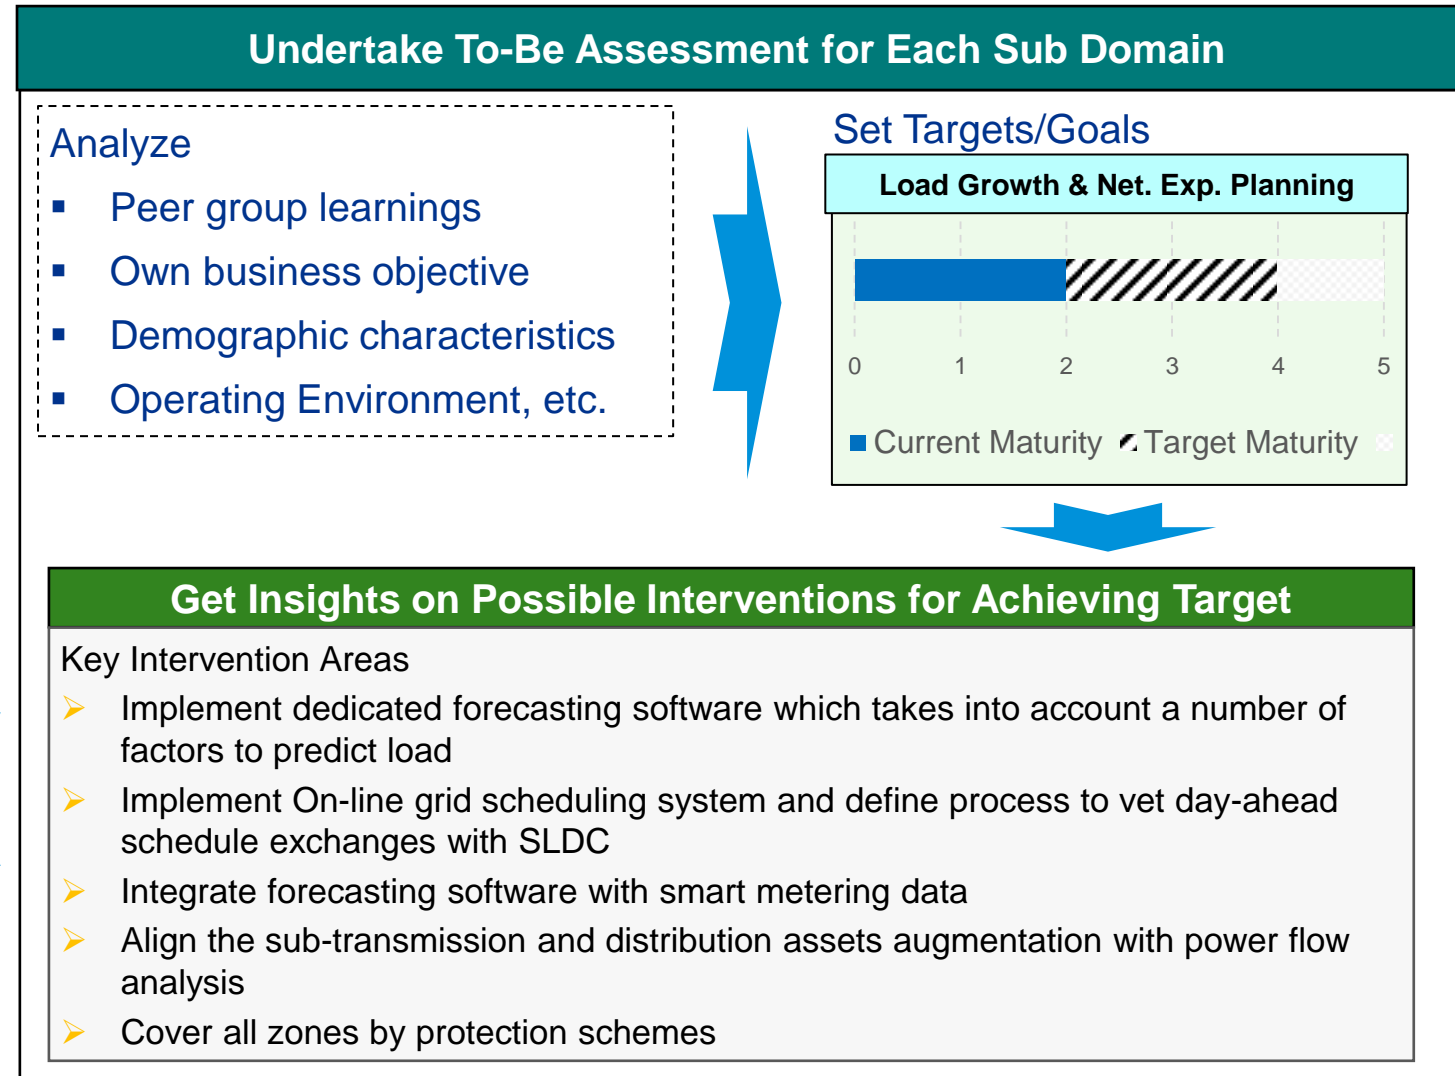 Undertake To-Be Assessment for Each Sub Domain
Analyze
▪ Peer group learnings
▪ Own business objective
▪ Demographic characteristics
▪ Operating Environment, etc.
Set Targets/Goals
Load Growth & Net. Exp. Planning
0 1 2 3 4 5
Current Maturity Target Maturity
Get Insights on Possible Interventions for Achieving Target
Key Intervention Areas
➢ Implement dedicated forecasting software which takes into account a number of
factors to predict load
➢ Implement On-line grid scheduling system and define process to vet day-ahead
schedule exchanges with SLDC
➢ Integrate forecasting software with smart metering data
➢ Align the sub-transmission and distribution assets augmentation with power flow
analysis
➢ Cover all zones by protection schemes